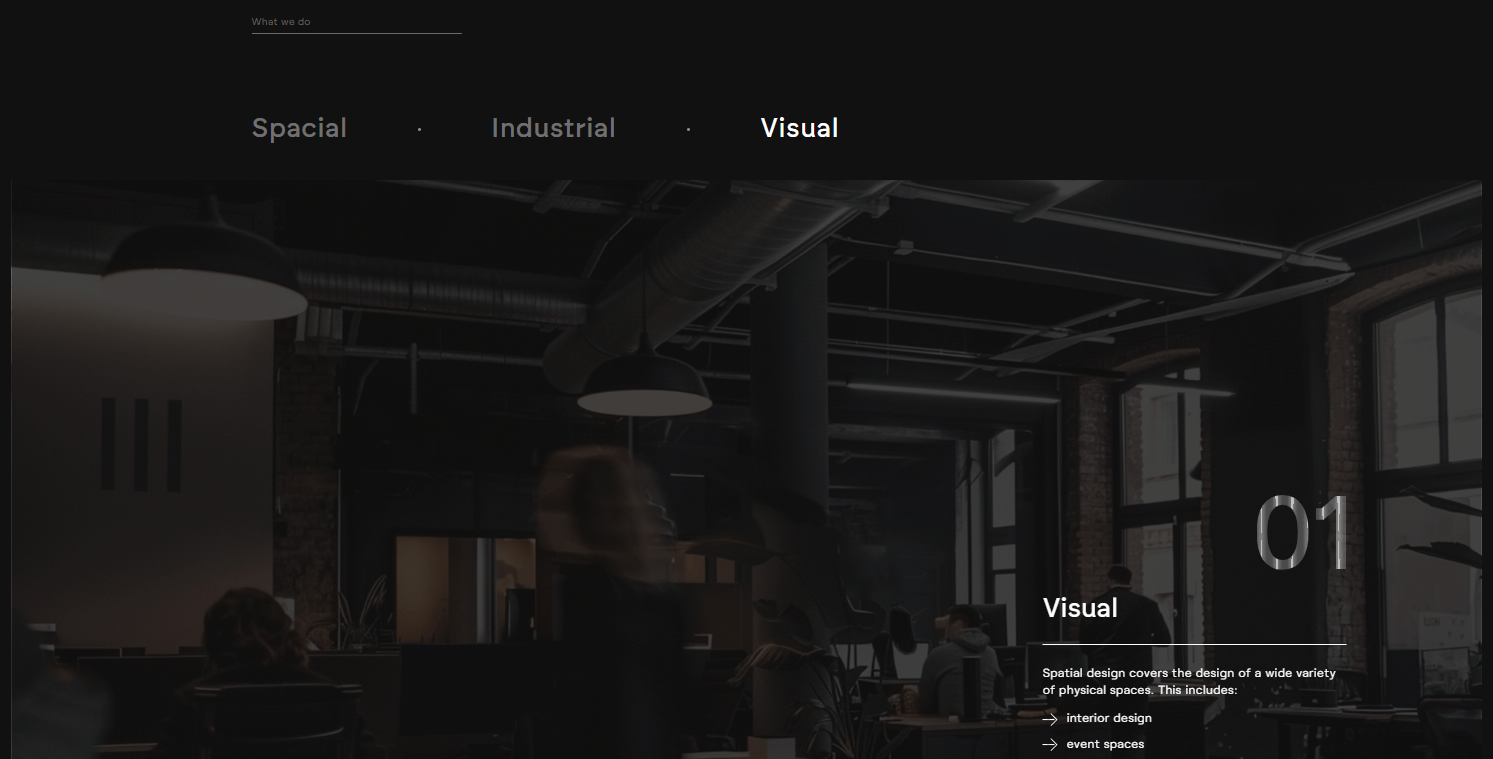 What we do
Spacial · Industrial · Visual
01
Visual
Spatial design covers the design of a wide variety
of physical spaces. This includes:
→ interior design
→ event spaces